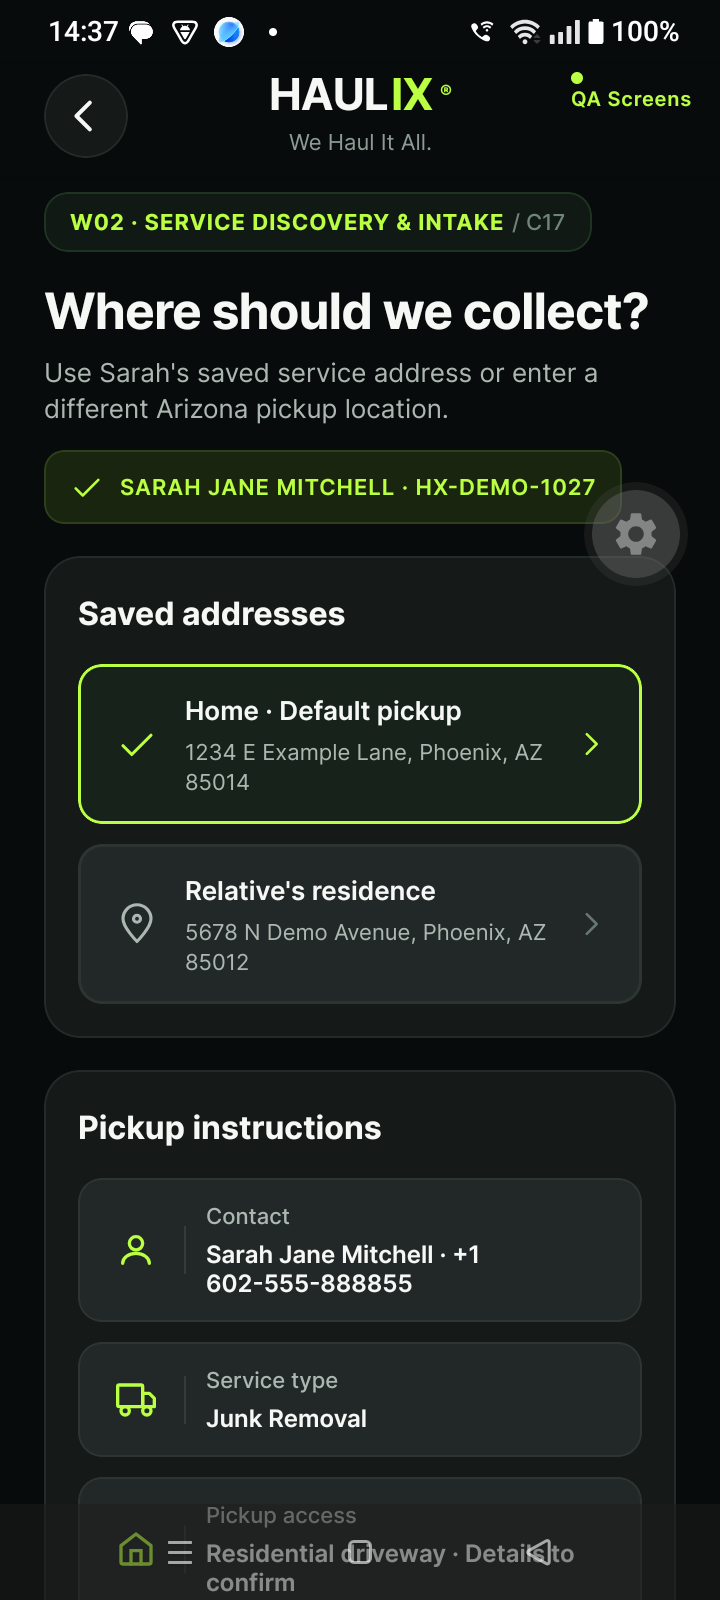 14:37
100%
HAULIX ®
QA Screens
We Haul It All.
W02 · SERVICE DISCOVERY & INTAKE / C17
Where should we collect?
Use Sarah's saved service address or enter a
different Arizona pickup location.
SARAH JANE MITCHELL · HX-DEMO-1027
Saved addresses
Home · Default pickup
1234 E Example Lane, Phoenix, AZ
85014
Relative's residence
5678 N Demo Avenue, Phoenix, AZ
85012
Pickup instructions
Contact
Sarah Jane Mitchell · +1
602-555-888855
Service type
Junk Removal
Pickup access
Residential driveway · Details to
confirm